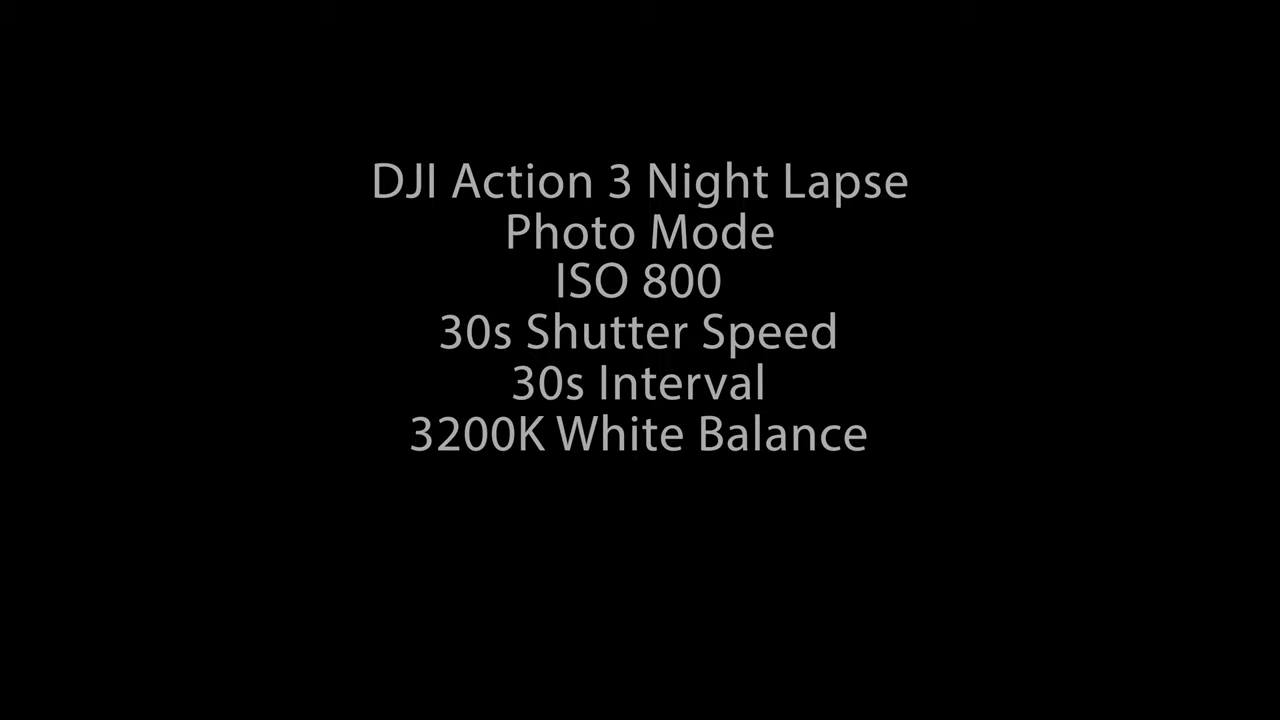 DJI Action 3 Night Lapse
Photo Mode
ISO 800
30s Shutter Speed
30s Interval
3200K White Balance